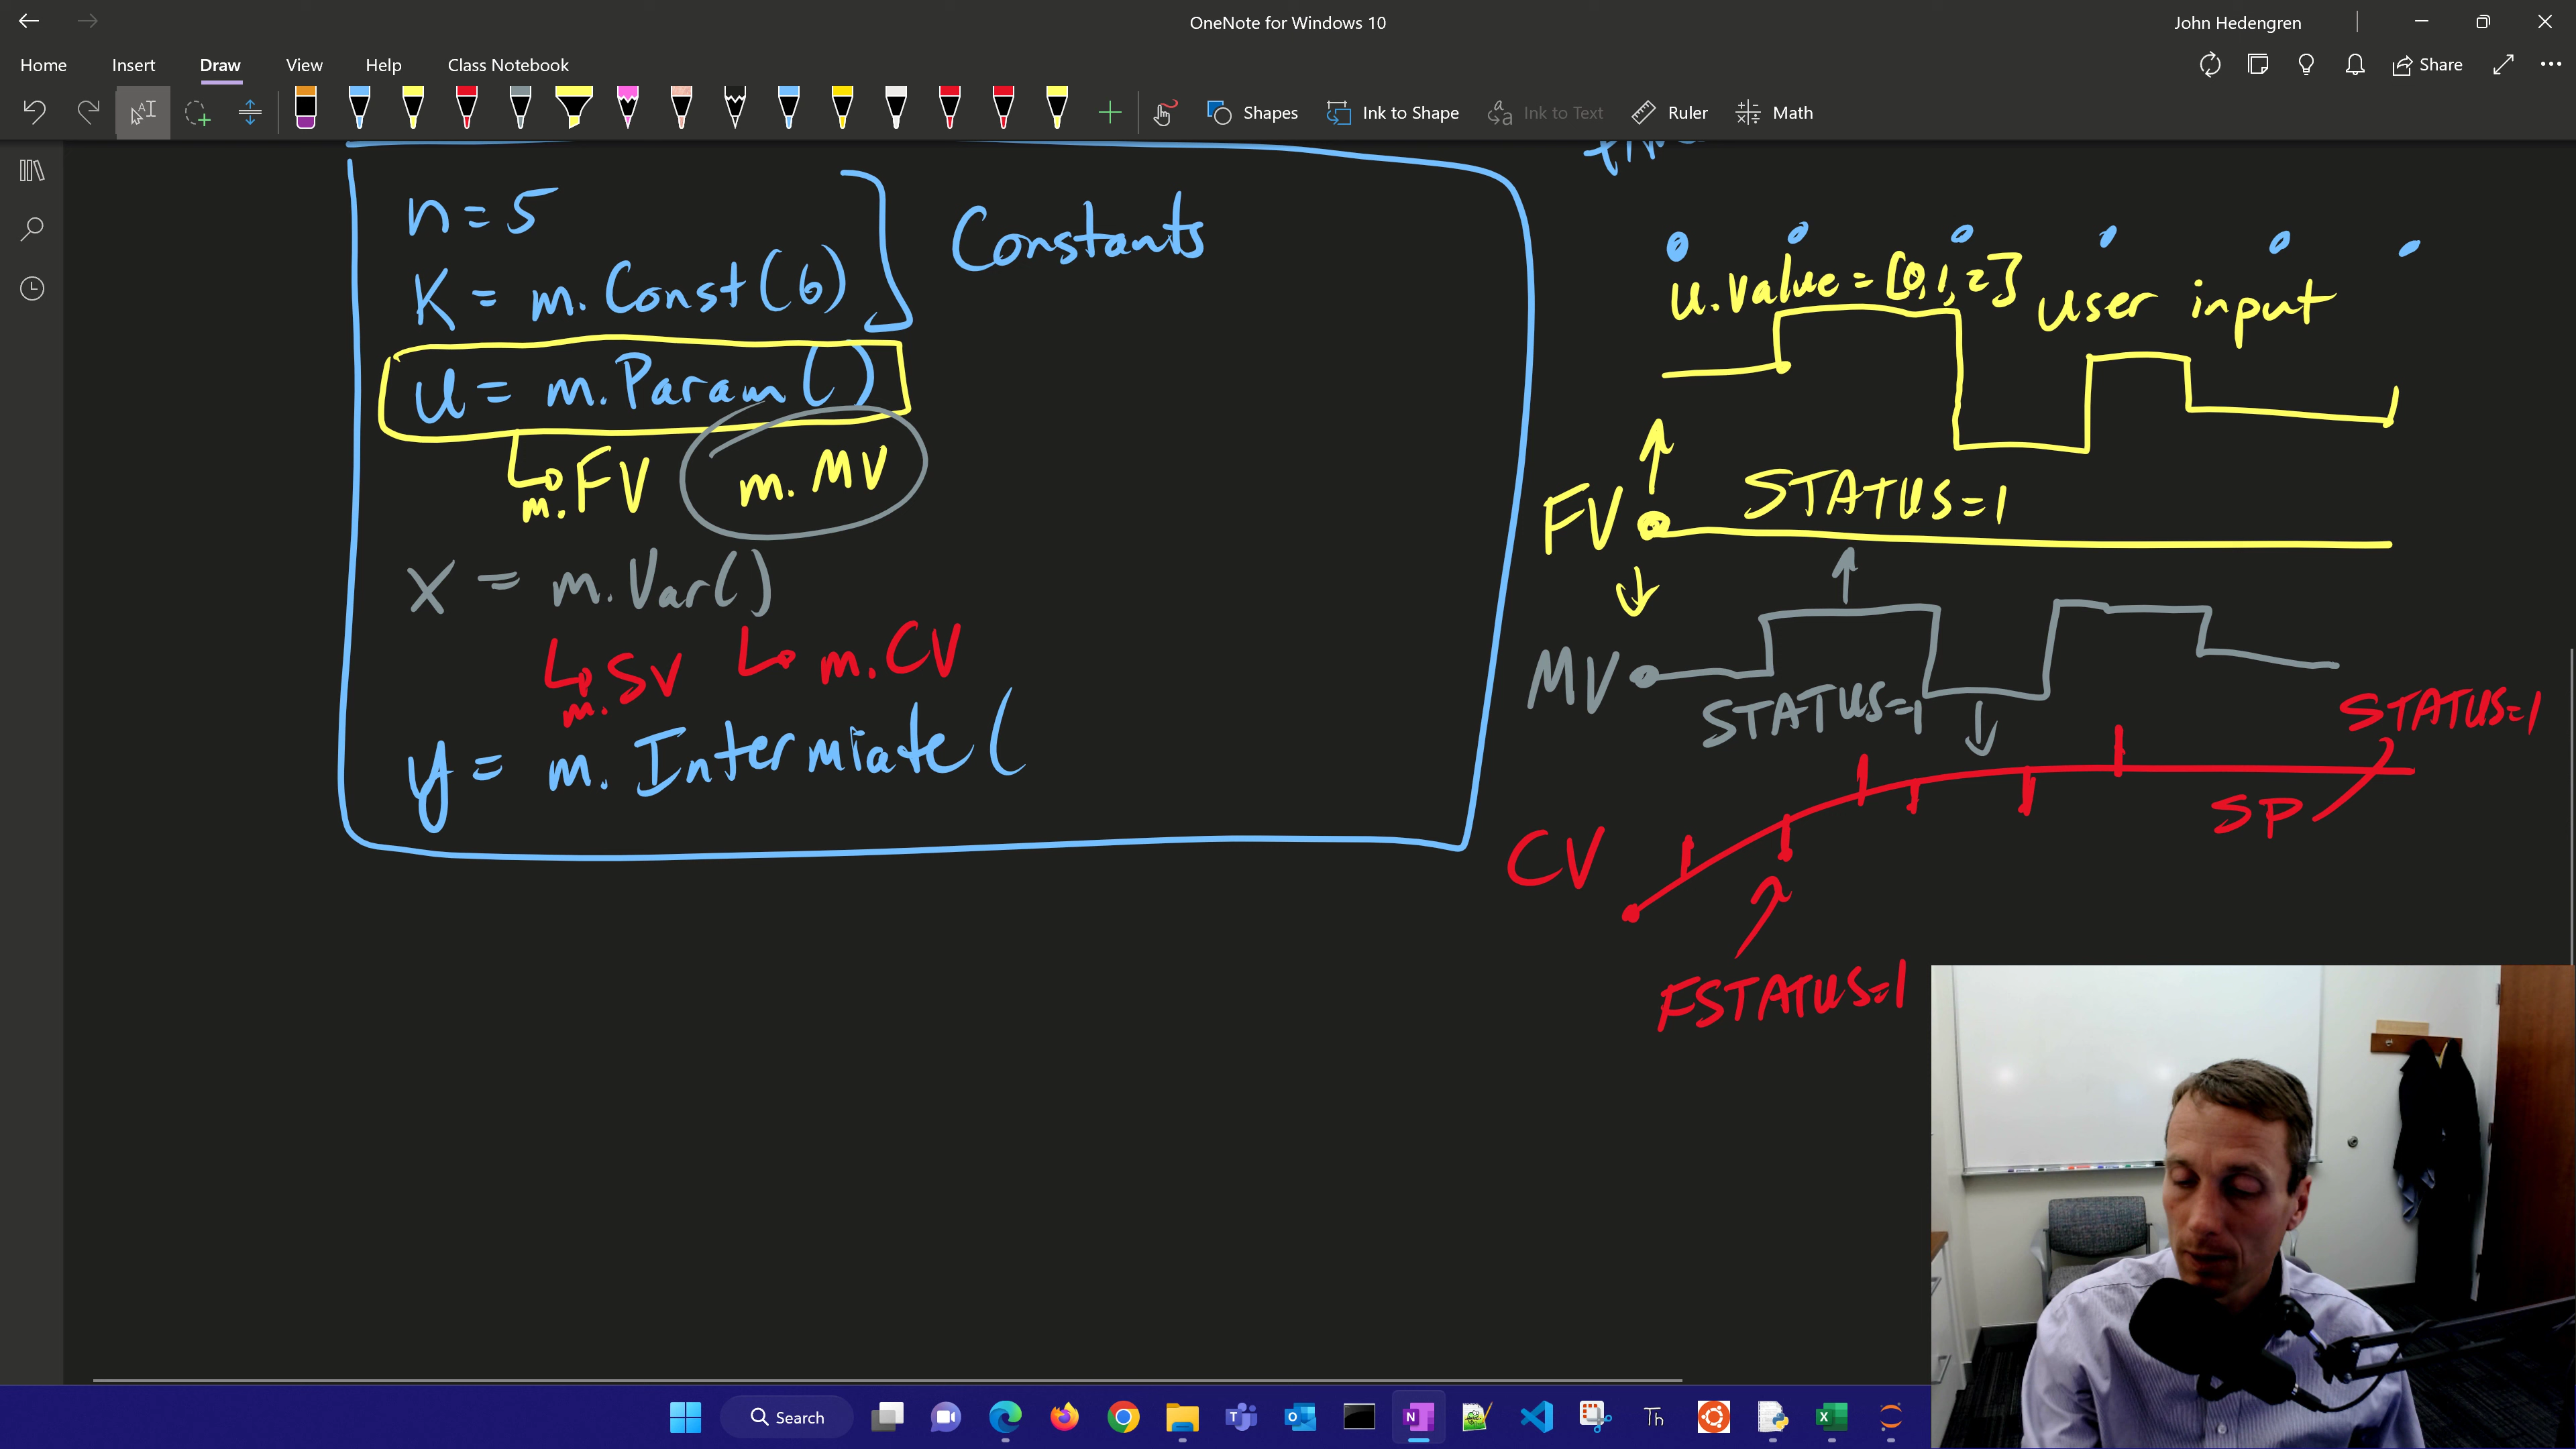 OneNote for Windows 10
John Hedengren
Home
Insert
Draw
View
Help
Class Notebook
Share
Shapes
Ink to Shape
Ink to Text
Ruler
Math
n = 5
K = m.Const(6)
Constants
u = m.Param()
m.FV
m.MV
x = m.Var()
m.SV
m.CV
y = m.Intermiate(
u.value = [0,1,2]
user input
FV
STATUS=1
MV
STATUS=1
STATUS=1
SP
CV
FSTATUS=1
Search
Th